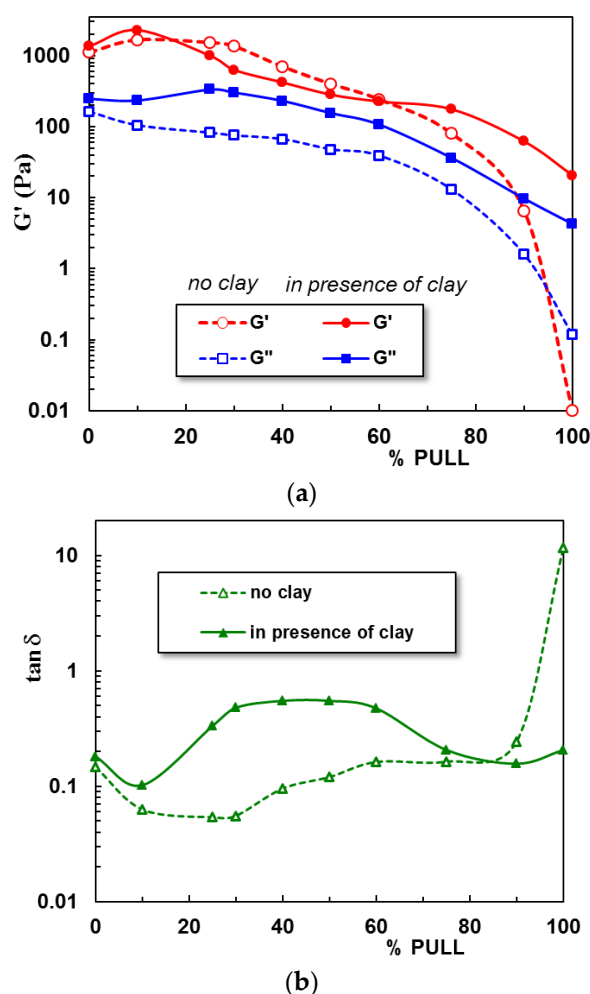 1000
100
10
1
0.1
0.01
G' (Pa)
no clay in presence of clay
G' G'
G" G"
0 20 40 60 80 100
% PULL
(a)
10
1
0.1
0.01
tan δ
no clay
in presence of clay
0 20 40 60 80 100
% PULL
(b)